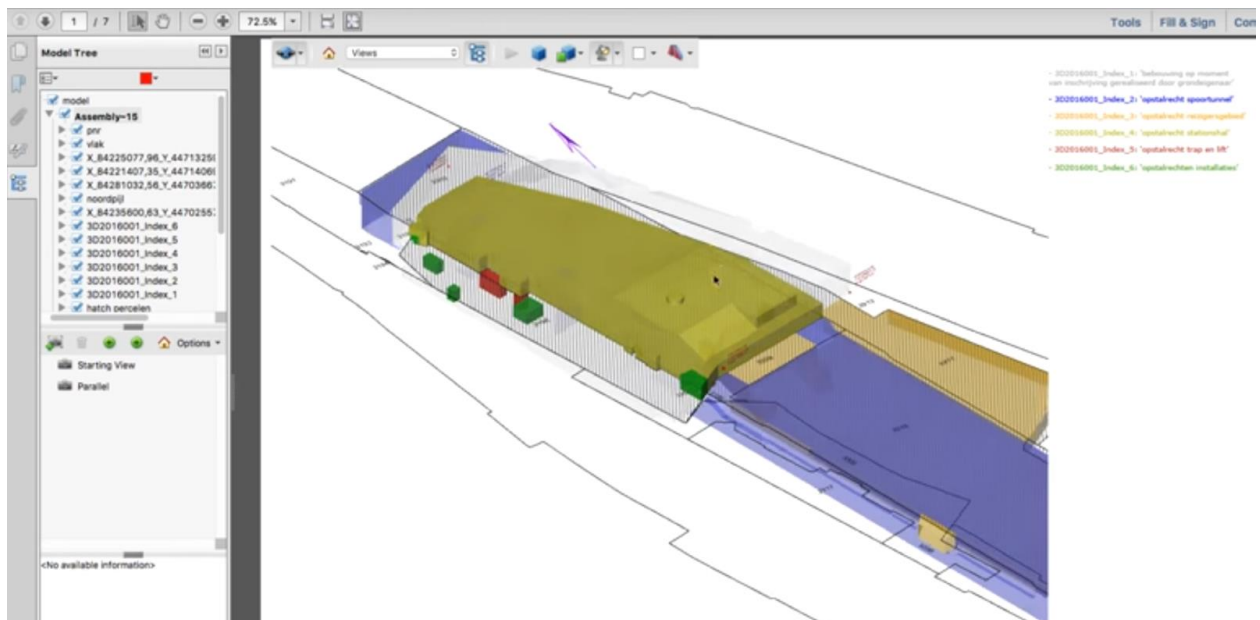 1 / 7
72.5%
Tools
Fill & Sign
Com
Model Tree
Views
model
Assembly-15
pnr
vlak
X_84225077,96_Y_4471325
X_84221407,35_Y_4471406
X_84281032,56_Y_4470366
noordpijl
X_84235600,63_Y_4470255
3D2016001_Index_6
3D2016001_Index_5
3D2016001_Index_4
3D2016001_Index_3
3D2016001_Index_2
3D2016001_Index_1
hatch percelen
Options
Starting View
Parallel
<No available information>
- 3D2016001_Index_1: 'bebouwing op moment
van inschrijving gerealiseerd door grondeigenaar
- 3D2016001_Index_2: 'opstalrecht spoortunnel'
- 3D2016001_Index_3: 'opstalrecht reizigersgebied'
- 3D2016001_Index_4: 'opstalrecht stationshal'
- 3D2016001_Index_5: 'opstalrecht trap en lift'
- 3D2016001_Index_6: 'opstalrechten installaties'